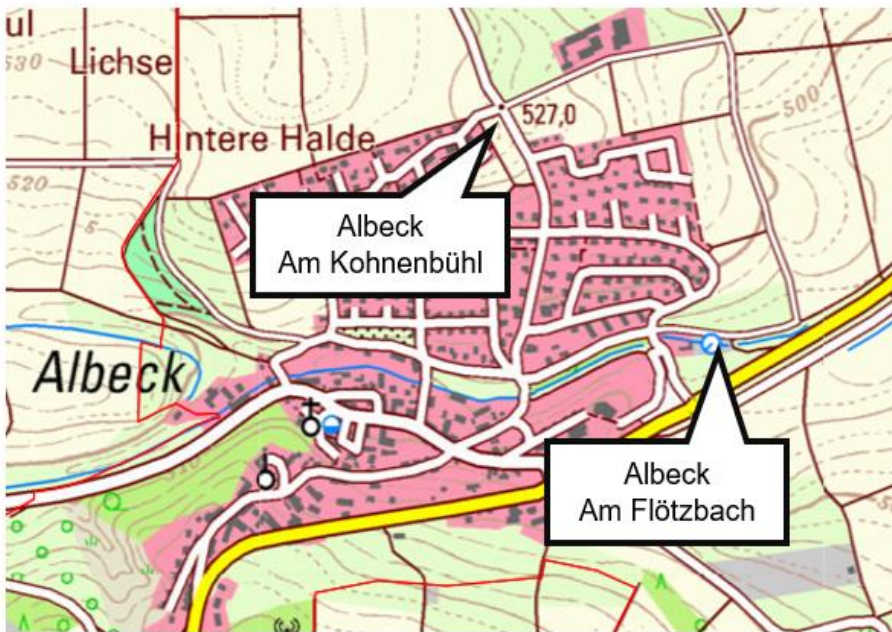 ul
530
Lichse
Hintere Halde
527,0
500
520
Albeck
Am Kohnenbühl
Albeck
Albeck
Am Flötzbach